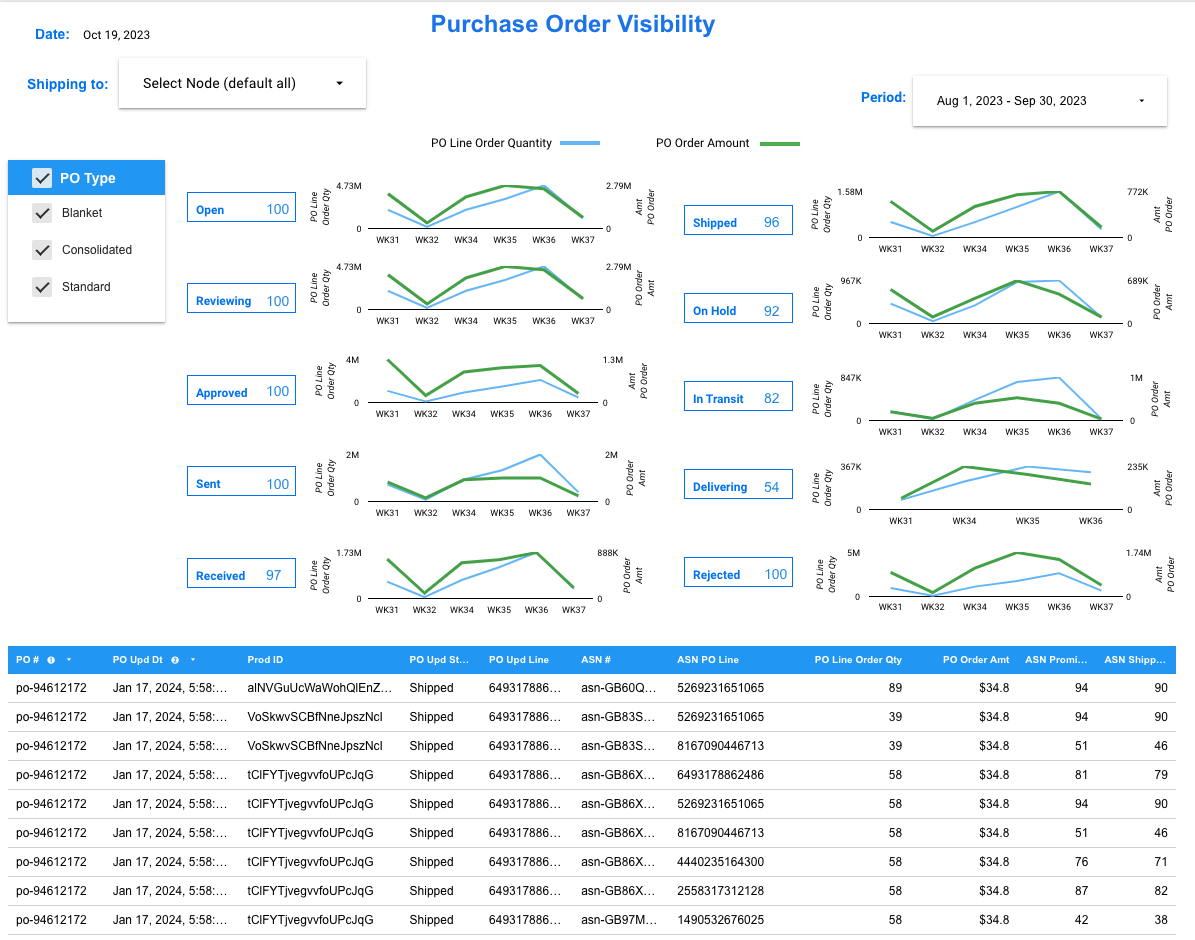 Purchase Order Visibility
Date: Oct 19, 2023
Shipping to: Select Node (default all)
Period: Aug 1, 2023 - Sep 30, 2023
PO Line Order Quantity PO Order Amount
PO Type
Blanket
Consolidated
Standard
Open 100
PO Line
Order Qty
4.73M
0
2.79M
0
Amt
PO Order
WK31 WK32 WK34 WK35 WK36 WK37
Reviewing 100
PO Line
Order Qty
4.73M
0
2.79M
0
PO Order
Amt
WK31 WK32 WK34 WK35 WK36 WK37
Approved 100
PO Line
Order Qty
4M
0
1.3M
0
Amt
PO Order
WK31 WK32 WK34 WK35 WK36 WK37
Sent 100
PO Line
Order Qty
2M
0
2M
0
PO Order
Amt
WK31 WK32 WK34 WK35 WK36 WK37
Received 97
PO Line
Order Qty
1.73M
0
888K
0
PO Order
Amt
WK31 WK32 WK34 WK35 WK36 WK37
Shipped 96
PO Line
Order Qty
1.58M
0
772K
0
Amt
PO Order
WK31 WK32 WK34 WK35 WK36 WK37
On Hold 92
PO Line
Order Qty
967K
0
689K
0
PO Order
Amt
WK31 WK32 WK34 WK35 WK36 WK37
In Transit 82
PO Line
Order Qty
847K
0
1M
0
PO Order
Amt
WK31 WK32 WK34 WK35 WK36 WK37
Delivering 54
PO Line
Order Qty
367K
0
235K
0
Amt
PO Order
WK31 WK34 WK35 WK36
Rejected 100
PO Line
Order Qty
5M
0
1.74M
0
Amt
PO Order
WK31 WK32 WK34 WK35 WK36 WK37
PO # 1 PO Upd Dt 2 Prod ID PO Upd St... PO Upd Line ASN # ASN PO Line PO Line Order Qty PO Order Amt ASN Promi... ASN Shipp...
po-94612172 Jan 17, 2024, 5:58:... alNVGuUcWaWohQlEnZ... Shipped 649317886... asn-GB60Q... 5269231651065 89 $34.8 94 90
po-94612172 Jan 17, 2024, 5:58:... VoSkwvSCBfNneJpszNcI Shipped 649317886... asn-GB83S... 5269231651065 39 $34.8 94 90
po-94612172 Jan 17, 2024, 5:58:... VoSkwvSCBfNneJpszNcI Shipped 649317886... asn-GB83S... 8167090446713 39 $34.8 51 46
po-94612172 Jan 17, 2024, 5:58:... tClFYTjvegvvfoUPcJqG Shipped 649317886... asn-GB86X... 6493178862486 58 $34.8 81 79
po-94612172 Jan 17, 2024, 5:58:... tClFYTjvegvvfoUPcJqG Shipped 649317886... asn-GB86X... 5269231651065 58 $34.8 94 90
po-94612172 Jan 17, 2024, 5:58:... tClFYTjvegvvfoUPcJqG Shipped 649317886... asn-GB86X... 8167090446713 58 $34.8 51 46
po-94612172 Jan 17, 2024, 5:58:... tClFYTjvegvvfoUPcJqG Shipped 649317886... asn-GB86X... 4440235164300 58 $34.8 76 71
po-94612172 Jan 17, 2024, 5:58:... tClFYTjvegvvfoUPcJqG Shipped 649317886... asn-GB86X... 2558317312128 58 $34.8 87 82
po-94612172 Jan 17, 2024, 5:58:... tClFYTjvegvvfoUPcJqG Shipped 649317886... asn-GB97M... 1490532676025 58 $34.8 42 38